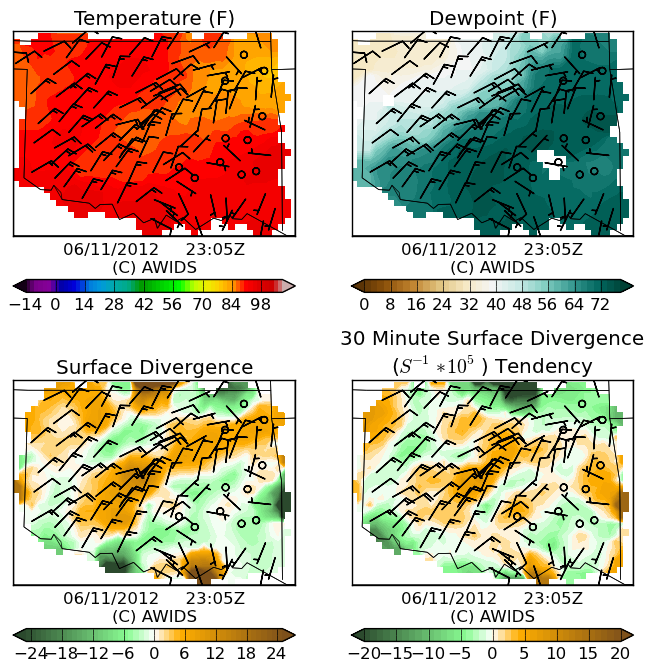 Temperature (F)
Dewpoint (F)
06/11/2012 23:05Z
(C) AWIDS
06/11/2012 23:05Z
(C) AWIDS
−14 0 14 28 42 56 70 84 98
0 8 16 24 32 40 48 56 64 72
Surface Divergence
30 Minute Surface Divergence
(S⁻¹ *10⁵ ) Tendency
06/11/2012 23:05Z
(C) AWIDS
06/11/2012 23:05Z
(C) AWIDS
−24−18−12 −6 0 6 12 18 24
−20−15−10 −5 0 5 10 15 20